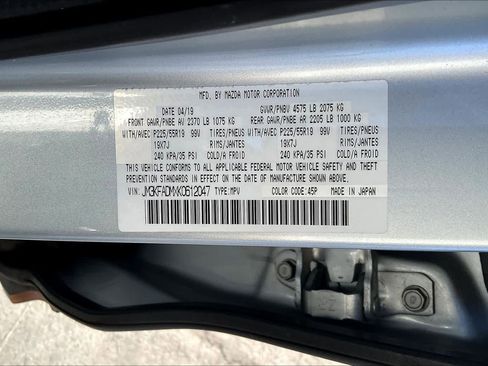 MFD. BY MAZDA MOTOR CORPORATION
DATE 04/19 GVWR/PNBV 4575 LB 2075 KG
FRONT GAWR/PNBE AV 2370 LB 1075 KG REAR GAWR/PNBE AR 2205 LB 1000 KG
WITH/AVEC P225/55R19 99V TIRES/PNEUS WITH/AVEC P225/55R19 99V TIRES/PNEUS
19X7J RIMS/JANTES 19X7J RIMS/JANTES
240 KPA/35 PSI COLD/A FROID 240 KPA/35 PSI COLD/A FROID
THIS VEHICLE CONFORMS TO ALL APPLICABLE FEDERAL MOTOR VEHICLE SAFETY AND THEFT
PREVENTION STANDARDS IN EFFECT ON THE DATE OF MANUFACTURE SHOWN ABOVE.
VIN: TYPE: MPV COLOR CODE: 45P MADE IN JAPAN